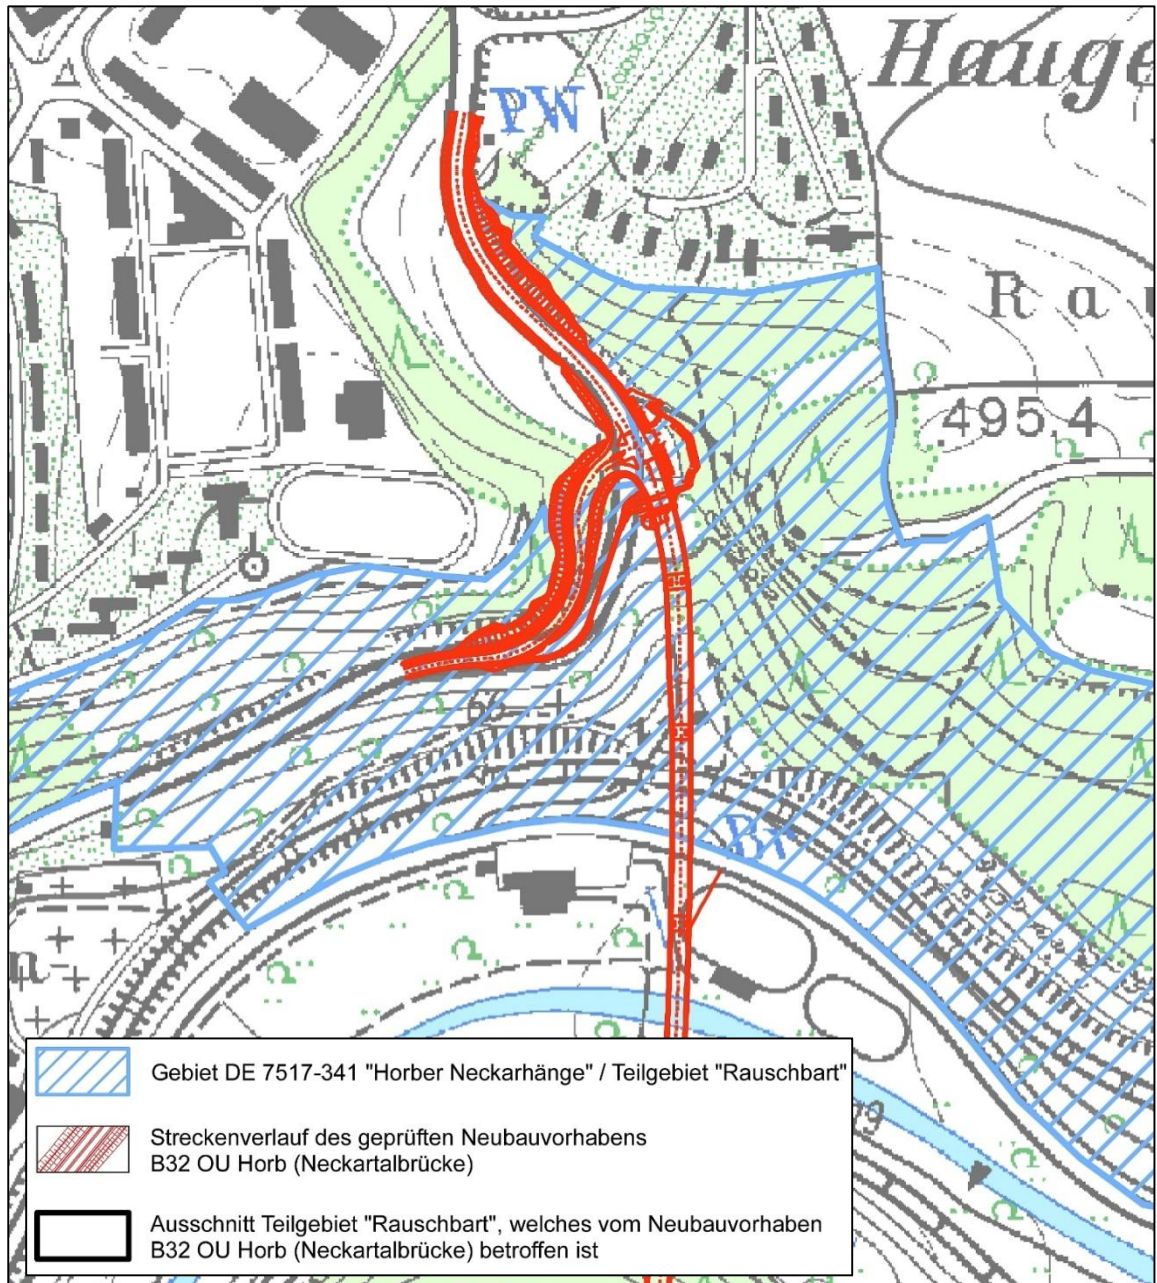 PW
Hauge
Rau
.495,4
Br
Gebiet DE 7517-341 "Horber Neckarhänge" / Teilgebiet "Rauschbart"
Streckenverlauf des geprüften Neubauvorhabens
B32 OU Horb (Neckartalbrücke)
Ausschnitt Teilgebiet "Rauschbart", welches vom Neubauvorhaben
B32 OU Horb (Neckartalbrücke) betroffen ist